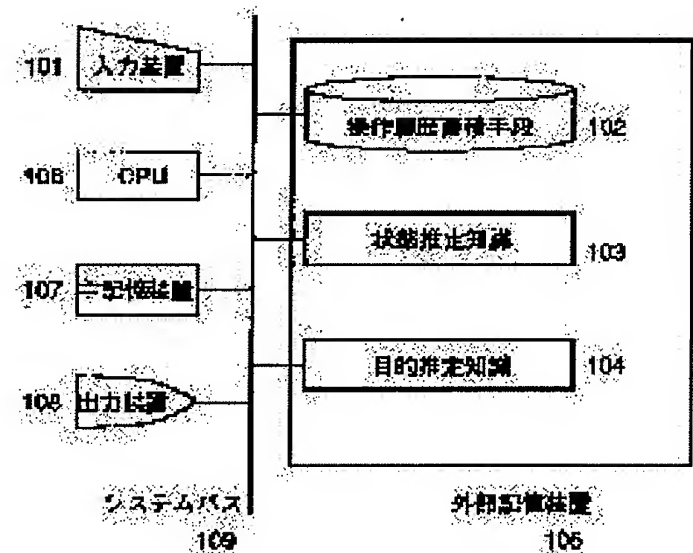 101 入力装置
操作履歴蓄積手段 102
106 CPU
状態推定知識 103
107 主記憶装置
目的推定知識 104
108 出力装置
システムバス
109
外部記憶装置
105